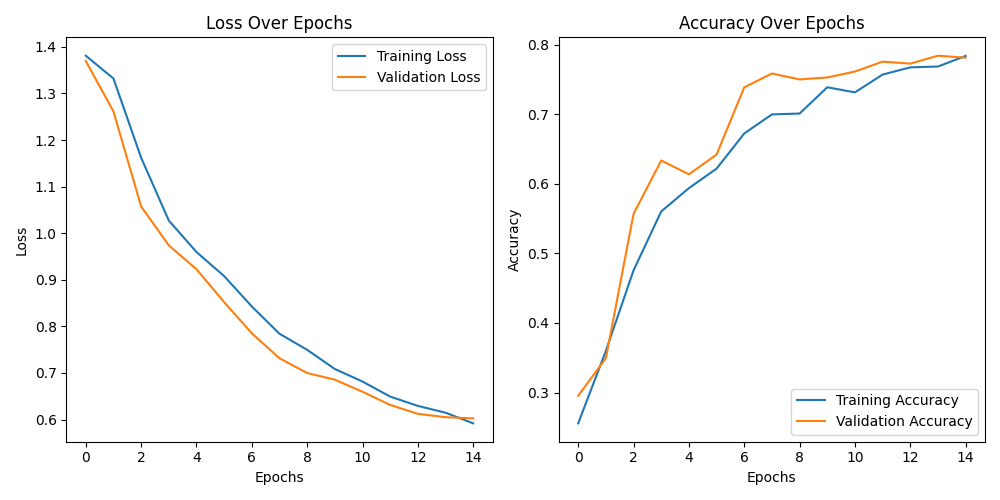 Loss Over Epochs
1.4
1.3
1.2
1.1
1.0
0.9
0.8
0.7
0.6
Loss
Training Loss
Validation Loss
0 2 4 6 8 10 12 14
Epochs
Accuracy Over Epochs
0.8
0.7
0.6
0.5
0.4
0.3
Accuracy
Training Accuracy
Validation Accuracy
0 2 4 6 8 10 12 14
Epochs